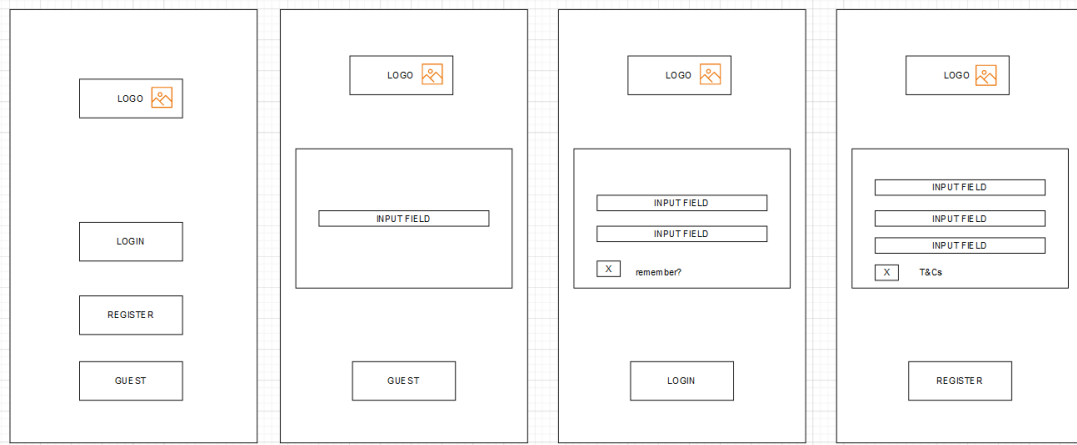 LOGO
LOGIN
REGISTER
GUEST
LOGO
INPUT FIELD
GUEST
LOGO
INPUT FIELD
INPUT FIELD
X remember?
LOGIN
LOGO
INPUT FIELD
INPUT FIELD
INPUT FIELD
X T&Cs
REGISTER